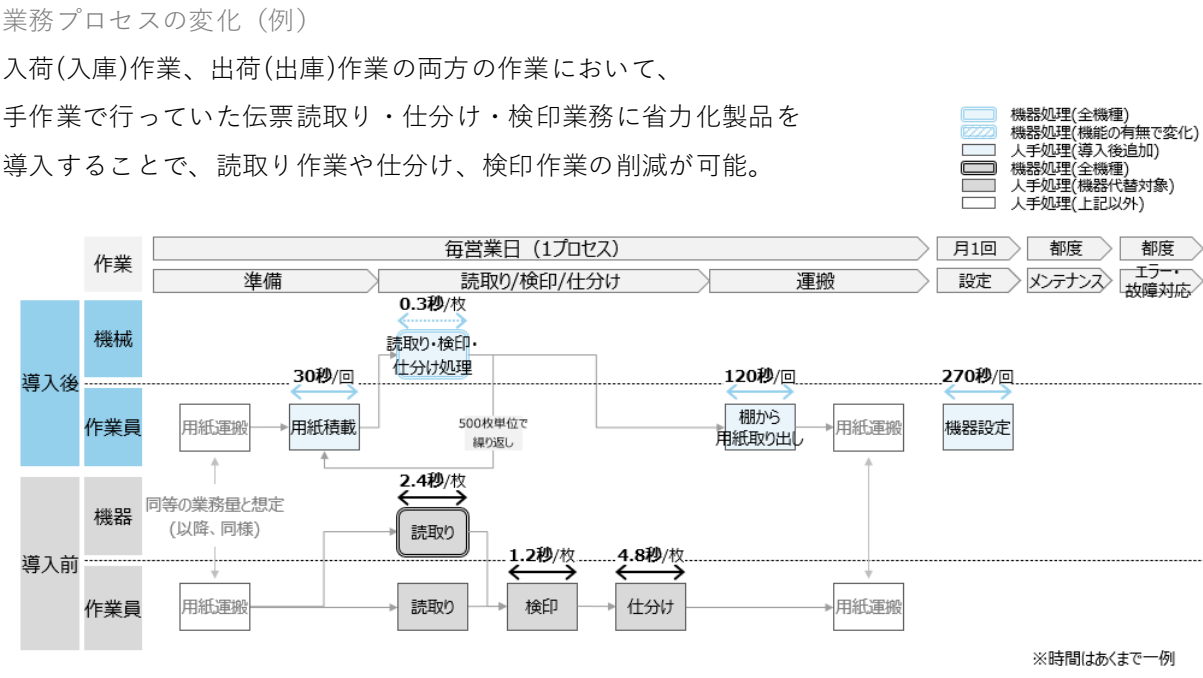 業務プロセスの変化（例）
入荷(入庫)作業、出荷(出庫)作業の両方の作業において、
手作業で行っていた伝票読取り・仕分け・検印業務に省力化製品を
導入することで、読取り作業や仕分け、検印作業の削減が可能。
機器処理(全機種)
機器処理(機能の有無で変化)
人手処理(導入後追加)
機器処理(全機種)
人手処理(機器代替対象)
人手処理(上記以外)
作業
毎営業日（1プロセス）
月1回
都度
都度
準備
読取り/検印/仕分け
運搬
設定
メンテナンス
エラー・
故障対応
導入後
機械
0.3秒/枚
読取り・検印・
仕分け処理
作業員
30秒/回
120秒/回
270秒/回
用紙運搬
用紙積載
500枚単位で
繰り返し
棚から
用紙取り出し
用紙運搬
機器設定
同等の業務量と想定
(以降、同様)
導入前
機器
2.4秒/枚
読取り
作業員
1.2秒/枚
4.8秒/枚
用紙運搬
読取り
検印
仕分け
用紙運搬
※時間はあくまで一例